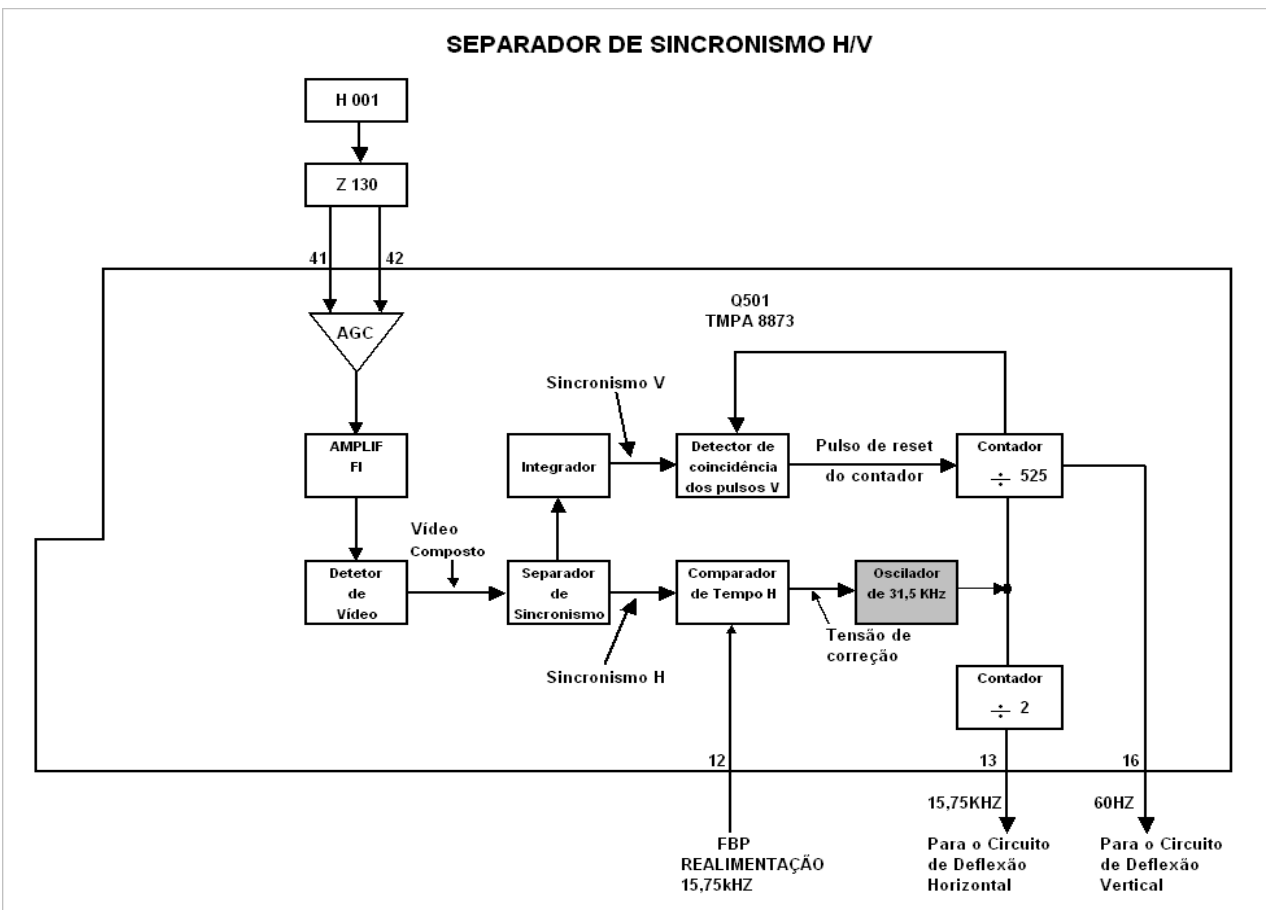 SEPARADOR DE SINCRONISMO H/V
H 001
Z 130
41
42
AGC
Q501
TMPA 8873
Sincronismo V
AMPLIF
FI
Integrador
Detector de
coincidência
dos pulsos V
Pulso de reset
do contador
Contador
÷ 525
Vídeo
Composto
Detetor
de
Vídeo
Separador
de
Sincronismo
Comparador
de Tempo H
Oscilador
de 31,5 KHz
Tensão de
correção
Sincronismo H
Contador
÷ 2
12
13
16
15,75KHZ
60HZ
FBP
REALIMENTAÇÃO
15,75kHZ
Para o Circuito
de Deflexão
Horizontal
Para o Circuito
de Deflexão
Vertical